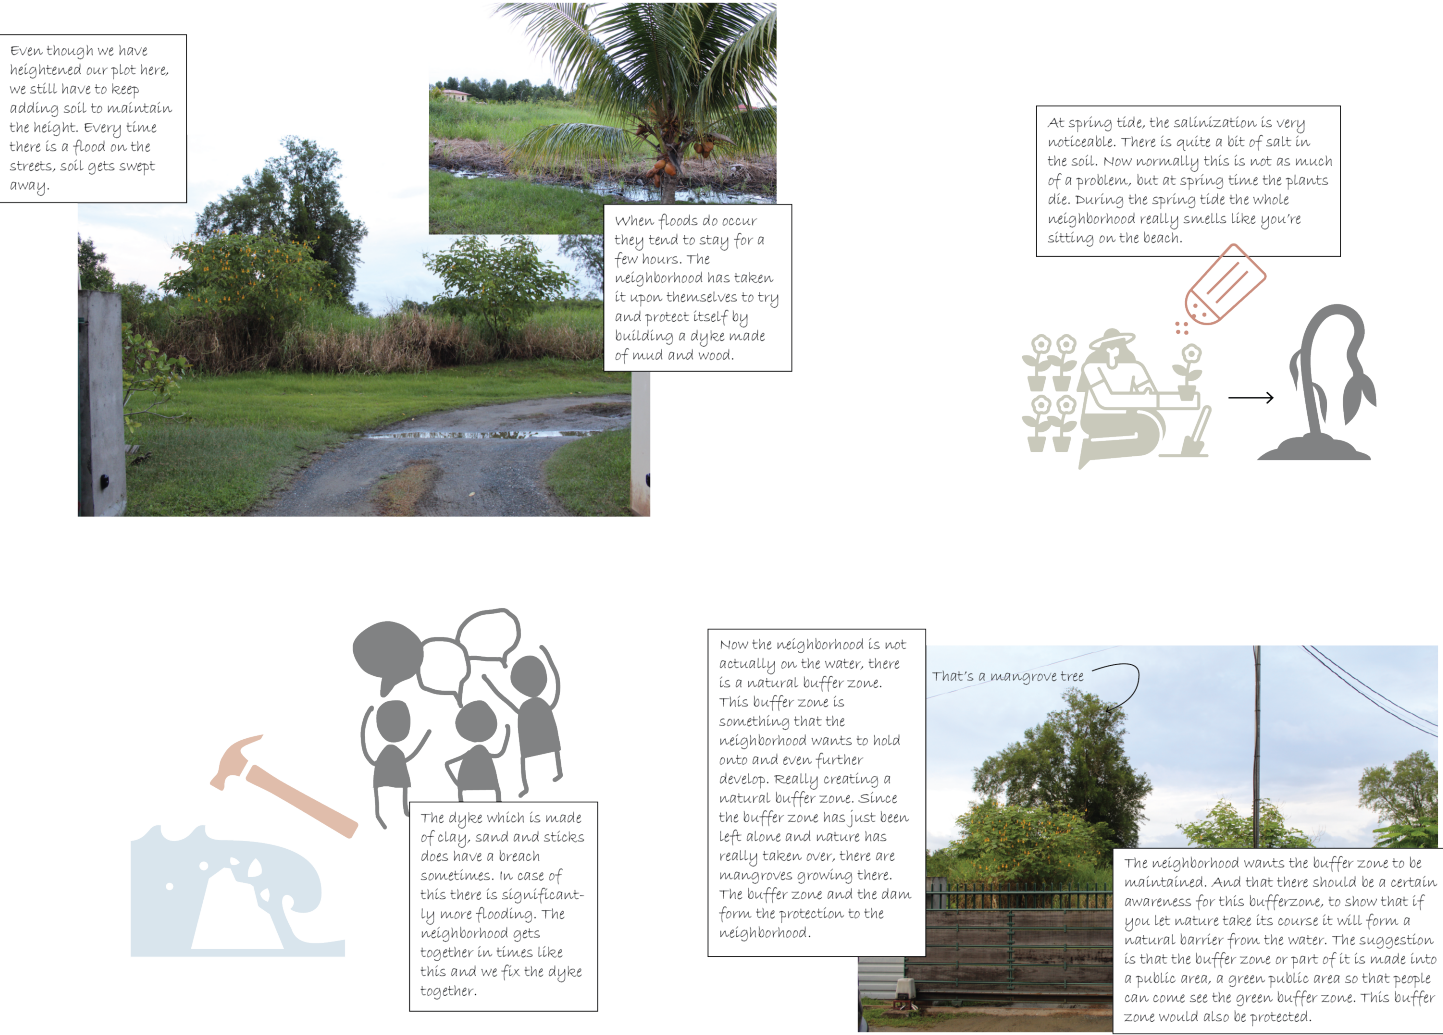 Even though we have
heightened our plot here,
we still have to keep
adding soil to maintain
the height. Every time
there is a flood on the
streets, soil gets swept
away.
When floods do occur
they tend to stay for a
few hours. The
neighborhood has taken
it upon themselves to try
and protect itself by
building a dyke made
of mud and wood.
At spring tide, the salinization is very
noticeable. There is quite a bit of salt in
the soil. Now normally this is not as much
of a problem, but at spring time the plants
die. During the spring tide the whole
neighborhood really smells like you're
sitting on the beach.
The dyke which is made
of clay, sand and sticks
does have a breach
sometimes. In case of
this there is significant-
ly more flooding. The
neighborhood gets
together in times like
this and we fix the dyke
together.
Now the neighborhood is not
actually on the water, there
is a natural buffer zone.
This buffer zone is
something that the
neighborhood wants to hold
onto and even further
develop. Really creating a
natural buffer zone. Since
the buffer zone has just been
left alone and nature has
really taken over, there are
mangroves growing there.
The buffer zone and the dam
form the protection to the
neighborhood.
That's a mangrove tree
The neighborhood wants the buffer zone to be
maintained. And that there should be a certain
awareness for this bufferzone, to show that if
you let nature take its course it will form a
natural barrier from the water. The suggestion
is that the buffer zone or part of it is made into
a public area, a green public area so that people
can come see the green buffer zone. This buffer
zone would also be protected.